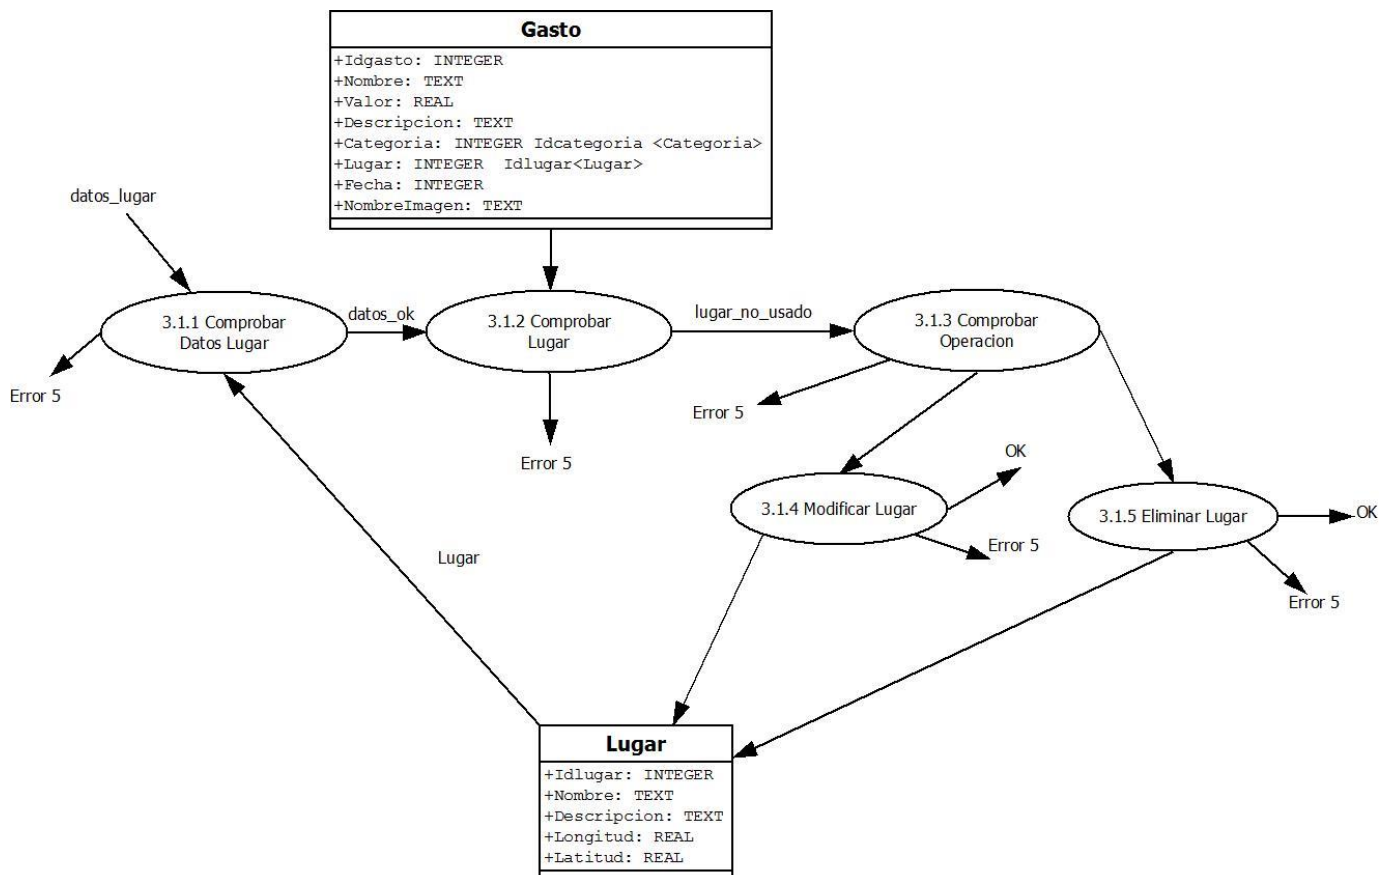 Gasto
+Idgasto: INTEGER
+Nombre: TEXT
+Valor: REAL
+Descripcion: TEXT
+Categoria: INTEGER Idcategoria <Categoria>
+Lugar: INTEGER  Idlugar<Lugar>
+Fecha: INTEGER
+NombreImagen: TEXT
datos_lugar
3.1.1 Comprobar
Datos Lugar
datos_ok
3.1.2 Comprobar
Lugar
lugar_no_usado
3.1.3 Comprobar
Operacion
Error 5
Error 5
Error 5
OK
3.1.4 Modificar Lugar
Error 5
3.1.5 Eliminar Lugar
OK
Error 5
Lugar
Lugar
+Idlugar: INTEGER
+Nombre: TEXT
+Descripcion: TEXT
+Longitud: REAL
+Latitud: REAL